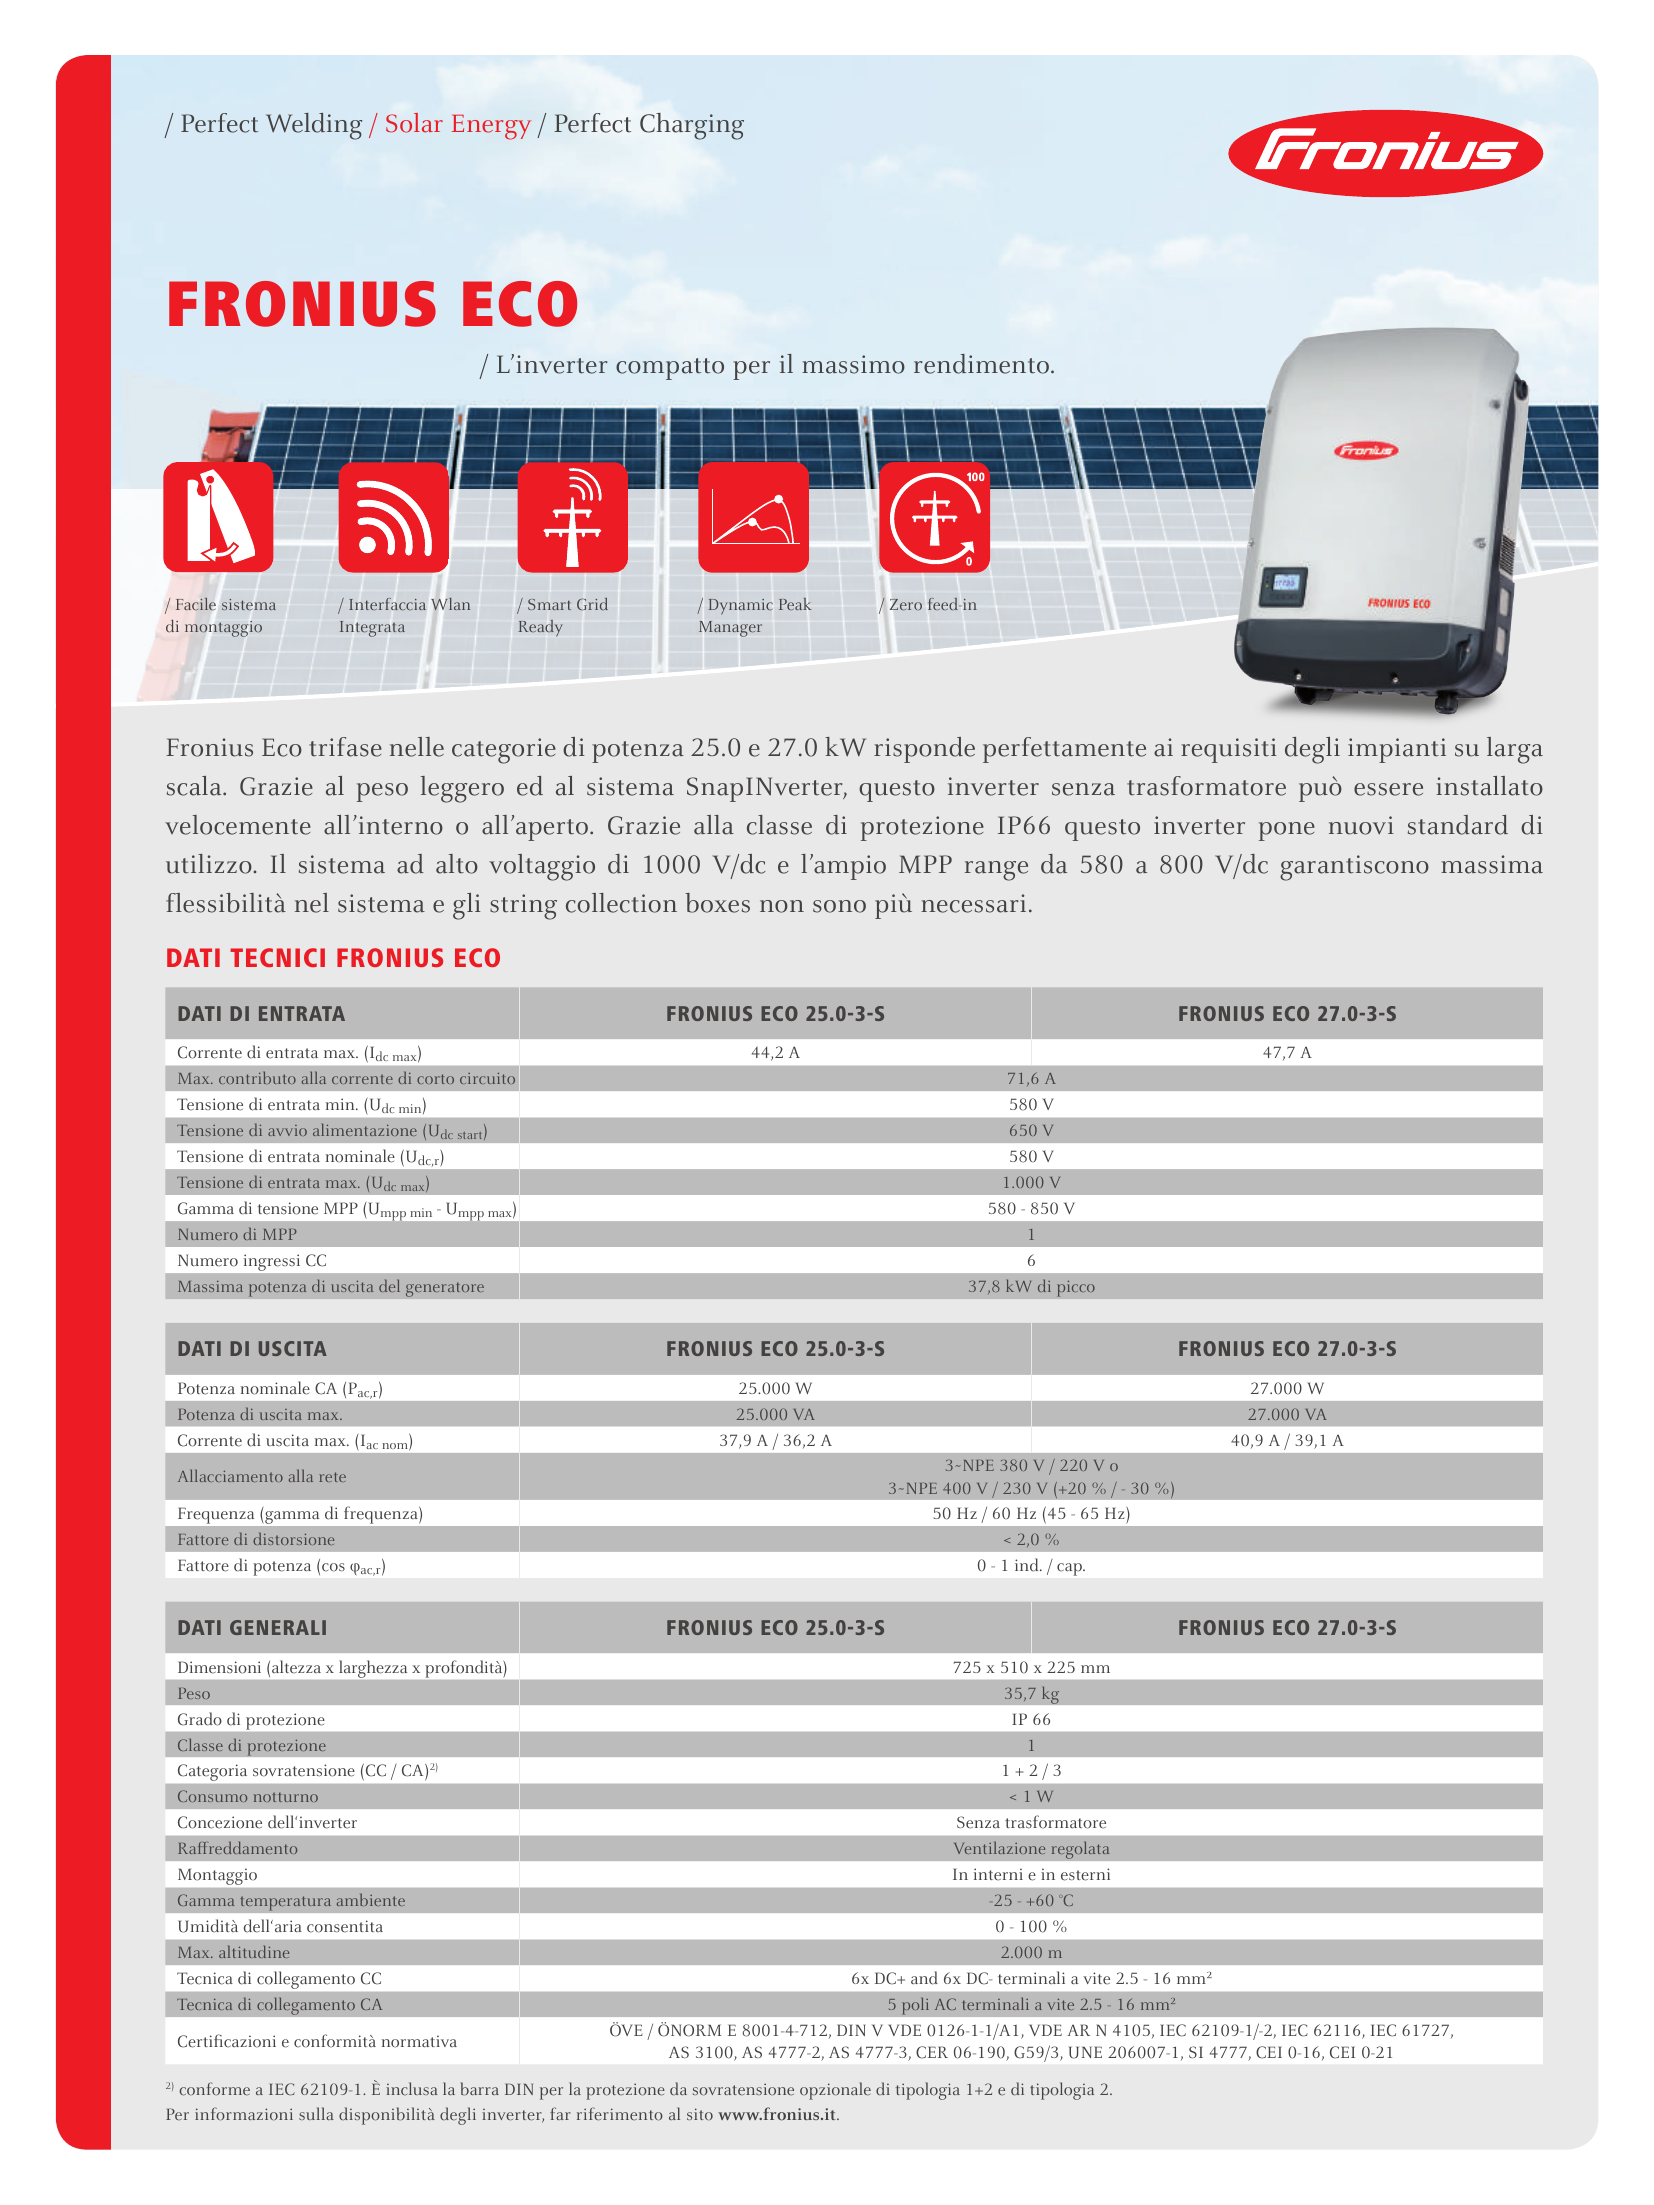 / Perfect Welding / Solar Energy / Perfect Charging
Fronius
FRONIUS ECO
/ L’inverter compatto per il massimo rendimento.
100
0
Fronius
FRONIUS ECO
/ Facile sistema
di montaggio
/ Interfaccia Wlan
Integrata
/ Smart Grid
Ready
/ Dynamic Peak
Manager
/ Zero feed-in
Fronius Eco trifase nelle categorie di potenza 25.0 e 27.0 kW risponde perfettamente ai requisiti degli impianti su larga
scala. Grazie al peso leggero ed al sistema SnapINverter, questo inverter senza trasformatore può essere installato
velocemente all’interno o all’aperto. Grazie alla classe di protezione IP66 questo inverter pone nuovi standard di
utilizzo. Il sistema ad alto voltaggio di 1000 V/dc e l’ampio MPP range da 580 a 800 V/dc garantiscono massima
flessibilità nel sistema e gli string collection boxes non sono più necessari.
DATI TECNICI FRONIUS ECO
DATI DI ENTRATA FRONIUS ECO 25.0-3-S FRONIUS ECO 27.0-3-S
Corrente di entrata max. (Idc max) 44,2 A 47,7 A
Max. contributo alla corrente di corto circuito 71,6 A
Tensione di entrata min. (Udc min) 580 V
Tensione di avvio alimentazione (Udc start) 650 V
Tensione di entrata nominale (Udc,r) 580 V
Tensione di entrata max. (Udc max) 1.000 V
Gamma di tensione MPP (Umpp min - Umpp max) 580 - 850 V
Numero di MPP 1
Numero ingressi CC 6
Massima potenza di uscita del generatore 37,8 kW di picco
DATI DI USCITA FRONIUS ECO 25.0-3-S FRONIUS ECO 27.0-3-S
Potenza nominale CA (Pac,r) 25.000 W 27.000 W
Potenza di uscita max. 25.000 VA 27.000 VA
Corrente di uscita max. (Iac nom) 37,9 A / 36,2 A 40,9 A / 39,1 A
Allacciamento alla rete 3~NPE 380 V / 220 V o
3~NPE 400 V / 230 V (+20 % / - 30 %)
Frequenza (gamma di frequenza) 50 Hz / 60 Hz (45 - 65 Hz)
Fattore di distorsione < 2,0 %
Fattore di potenza (cos φac,r) 0 - 1 ind. / cap.
DATI GENERALI FRONIUS ECO 25.0-3-S FRONIUS ECO 27.0-3-S
Dimensioni (altezza x larghezza x profondità) 725 x 510 x 225 mm
Peso 35,7 kg
Grado di protezione IP 66
Classe di protezione 1
Categoria sovratensione (CC / CA)2) 1 + 2 / 3
Consumo notturno < 1 W
Concezione dell‘inverter Senza trasformatore
Raffreddamento Ventilazione regolata
Montaggio In interni e in esterni
Gamma temperatura ambiente -25 - +60 °C
Umidità dell‘aria consentita 0 - 100 %
Max. altitudine 2.000 m
Tecnica di collegamento CC 6x DC+ and 6x DC- terminali a vite 2.5 - 16 mm²
Tecnica di collegamento CA 5 poli AC terminali a vite 2.5 - 16 mm²
Certificazioni e conformità normativa ÖVE / ÖNORM E 8001-4-712, DIN V VDE 0126-1-1/A1, VDE AR N 4105, IEC 62109-1/-2, IEC 62116, IEC 61727,
AS 3100, AS 4777-2, AS 4777-3, CER 06-190, G59/3, UNE 206007-1, SI 4777, CEI 0-16, CEI 0-21
2) conforme a IEC 62109-1. È inclusa la barra DIN per la protezione da sovratensione opzionale di tipologia 1+2 e di tipologia 2.
Per informazioni sulla disponibilità degli inverter, far riferimento al sito www.fronius.it.